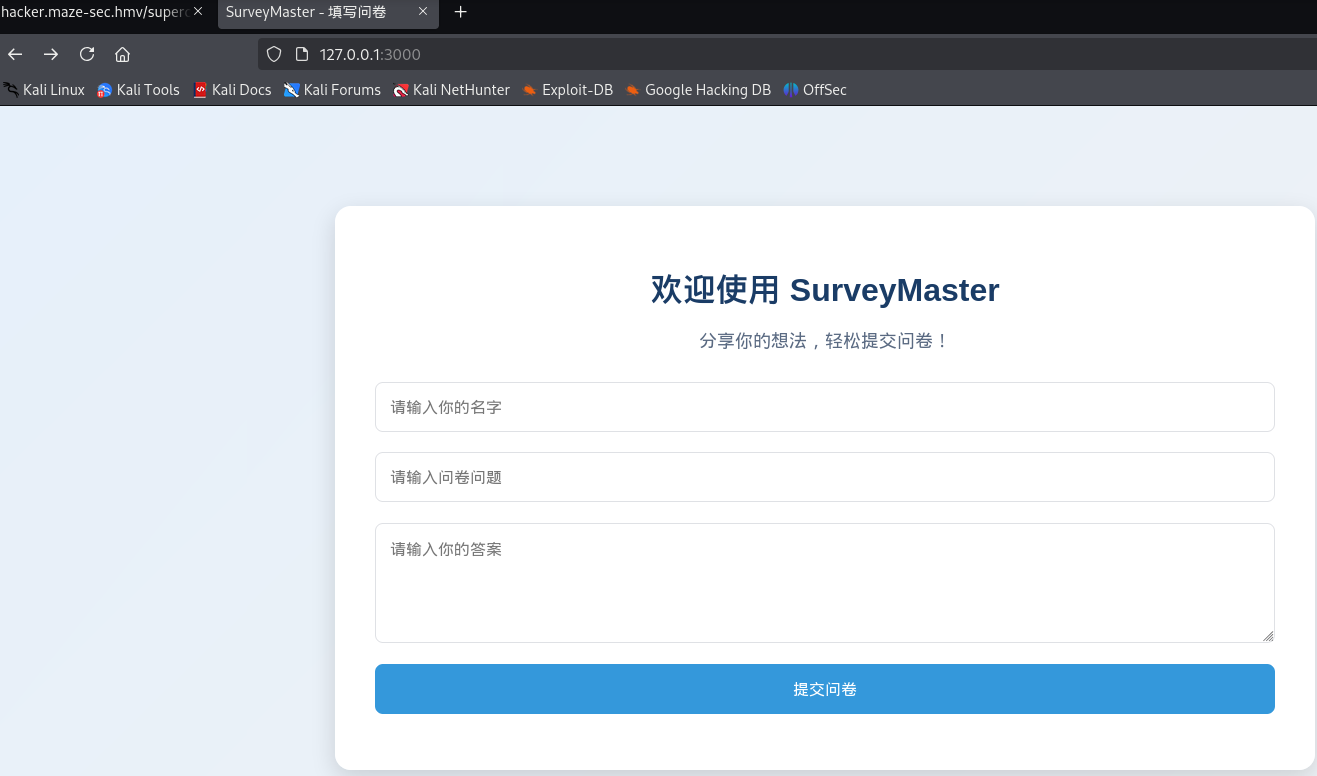 hacker.maze-sec.hmv/superc
SurveyMaster - 填写问卷
127.0.0.1:3000
Kali Linux Kali Tools Kali Docs Kali Forums Kali NetHunter Exploit-DB Google Hacking DB OffSec
欢迎使用 SurveyMaster
分享你的想法，轻松提交问卷！
请输入你的名字
请输入问卷问题
请输入你的答案
提交问卷